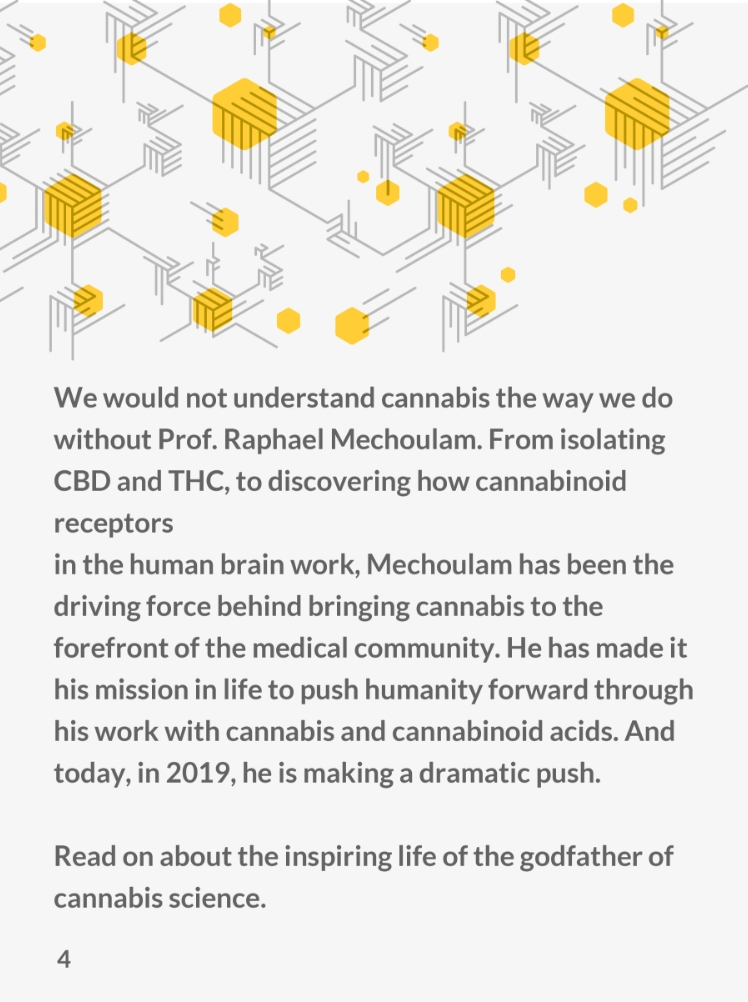 We would not understand cannabis the way we do
without Prof. Raphael Mechoulam. From isolating
CBD and THC, to discovering how cannabinoid
receptors
in the human brain work, Mechoulam has been the
driving force behind bringing cannabis to the
forefront of the medical community. He has made it
his mission in life to push humanity forward through
his work with cannabis and cannabinoid acids. And
today, in 2019, he is making a dramatic push.
Read on about the inspiring life of the godfather of
cannabis science.
4